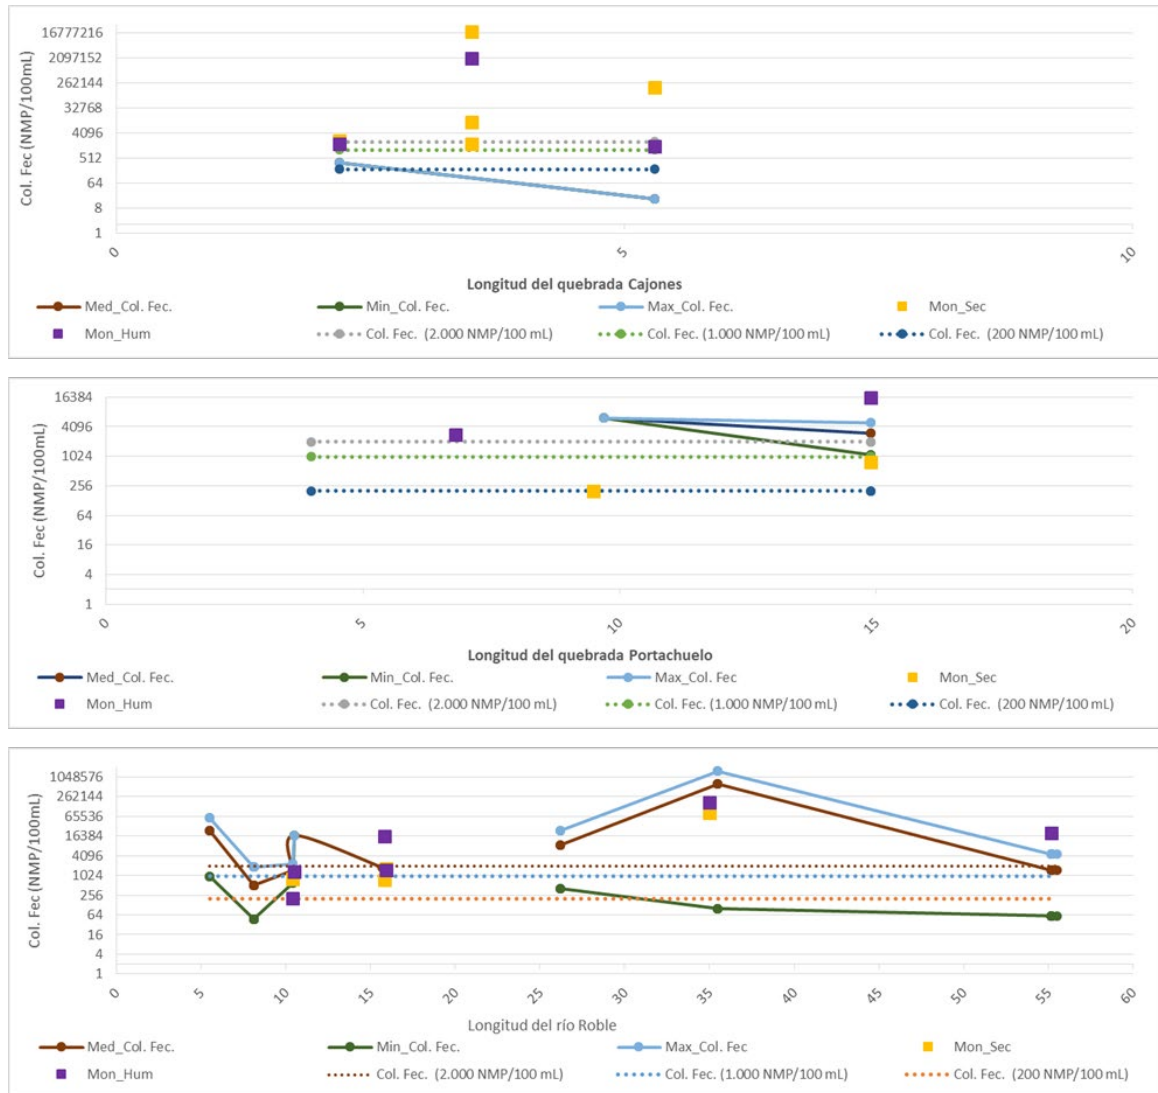 Col. Fec (NMP/100mL)
16777216
2097152
262144
32768
4096
512
64
8
1
0
5
10
Longitud del quebrada Cajones
Med_Col. Fec.
Min_Col. Fec.
Max_Col. Fec.
Mon_Sec
Mon_Hum
Col. Fec. (2.000 NMP/100 mL)
Col. Fec. (1.000 NMP/100 mL)
Col. Fec. (200 NMP/100 mL)
Col. Fec (NMP/100mL)
16384
4096
1024
256
64
16
4
1
0
5
10
15
20
Longitud del quebrada Portachuelo
Med_Col. Fec.
Min_Col. Fec.
Max_Col. Fec
Mon_Sec
Mon_Hum
Col. Fec. (2.000 NMP/100 mL)
Col. Fec. (1.000 NMP/100 mL)
Col. Fec. (200 NMP/100 mL)
Col. Fec (NMP/100mL)
1048576
262144
65536
16384
4096
1024
256
64
16
4
1
0
5
10
15
20
25
30
35
40
45
50
55
60
Longitud del río Roble
Med_Col. Fec.
Min_Col. Fec.
Max_Col. Fec
Mon_Sec
Mon_Hum
Col. Fec. (2.000 NMP/100 mL)
Col. Fec. (1.000 NMP/100 mL)
Col. Fec. (200 NMP/100 mL)